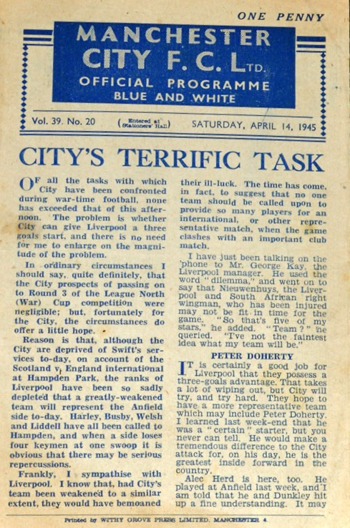 ONE PENNY
MANCHESTER
CITY F.C. LTD.
OFFICIAL PROGRAMME
BLUE AND WHITE
Vol. 39. No. 20
(Entered at Stationers' Hall)
SATURDAY, APRIL 14, 1945
CITY'S TERRIFIC TASK
OF all the tasks with which
City have been confronted
during war-time football, none
has exceeded that of this after-
noon. The problem is whether
City can give Liverpool a three
goals start, and there is no need
for me to enlarge on the magni-
tude of the problem.
In ordinary circumstances I
should say, quite definitely, that
the City prospects of passing on
to Round 3 of the League North
(War) Cup competition were
negligible; but, fortunately for
the City, the circumstances do
offer a little hope.
Reason is that, although the
City are deprived of Swift's ser-
vices to-day, on account of the
Scotland v. England international
at Hampden Park, the ranks of
Liverpool have been so sadly
depleted that a greatly-weakened
team will represent the Anfield
side to-day. Harley, Busby, Welsh
and Liddell have all been called to
Hampden, and when a side loses
four keymen at one swoop it is
obvious that there may be serious
repercussions.
Frankly, I sympathise with
Liverpool. I know that, had City's
team been weakened to a similar
extent, they would have bemoaned
their ill-luck. The time has come,
in fact, to suggest that no one
team should be called upon to
provide so many players for an
international, or other repre-
sentative match, when the game
clashes with an important club
match.
I have just been talking on the
'phone to Mr. George Kay, the
Liverpool manager. He used the
word "dilemma," and went on to
say that Nieuwenhuys, the Liver-
pool and South African right
wingman, who has been injured
may not be fit in time for the
game. "So that's five of my
stars," he added. "Team?" he
queried. "I've not the faintest
idea what my team will be."
PETER DOHERTY
IT is certainly a good job for
Liverpool that they possess a
three-goals advantage. That takes
a lot of wiping out, but City will
try, and try hard. They hope to
have a more representative team
which may include Peter Doherty.
I learned last week-end that he
was a "certain" starter, but you
never can tell. He would make a
tremendous difference to the City
attack for, on his day, he is the
greatest inside forward in the
country.
Alec Herd is here, too. He
played at Anfield last week, and I
am told that he and Dunkley hit
up a fine understanding. It may
Printed by WITHY GROVE PRESS LIMITED, MANCHESTER 4.